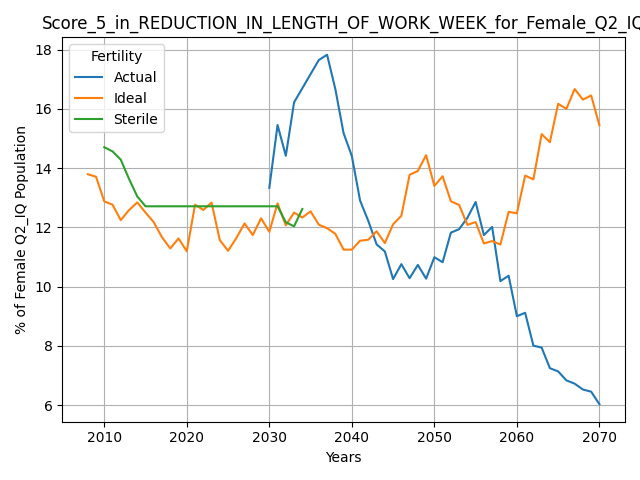 Score_5_in_REDUCTION_IN_LENGTH_OF_WORK_WEEK_for_Female_Q2_IQ
Fertility
Actual
Ideal
Sterile
% of Female Q2_IQ Population
18
16
14
12
10
8
6
2010 2020 2030 2040 2050 2060 2070
Years